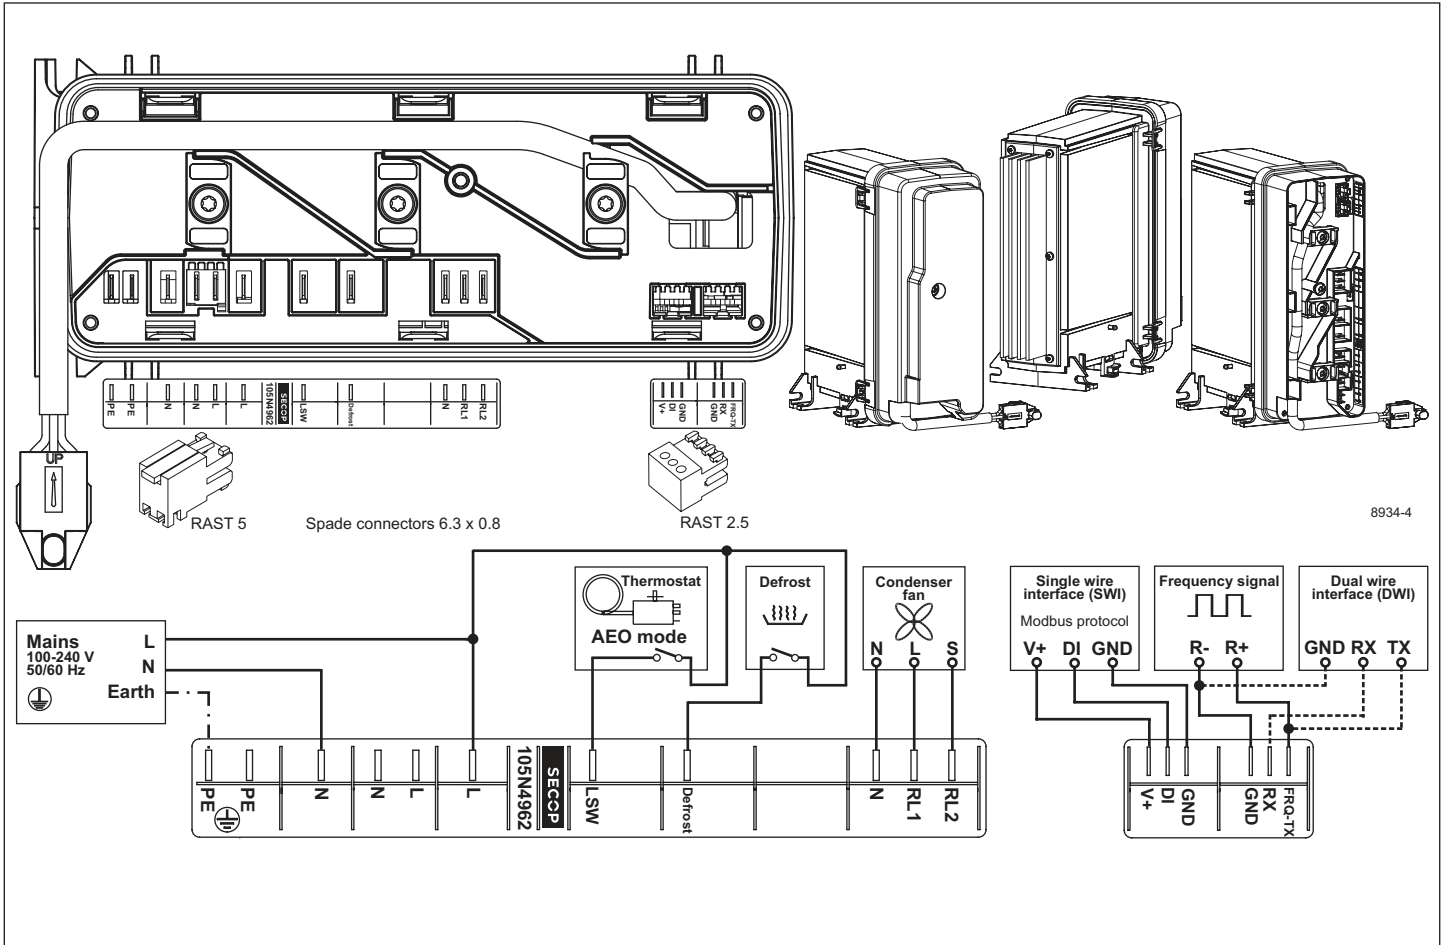 PE
PE
N
N
L
L
105N4962
SECOP
LSW
Defrost
N
RL1
RL2
V+
DI
GND
GND
RX
FRQ-TX
UP
RAST 5
Spade connectors 6.3 x 0.8
RAST 2.5
8934-4
Mains
100-240 V
50/60 Hz
L
N
Earth
Thermostat
AEO mode
Defrost
Condenser
fan
N L S
Single wire
interface (SWI)
Modbus protocol
V+ DI GND
Frequency signal
R- R+
Dual wire
interface (DWI)
GND RX TX
PE
PE
N
N
L
L
105N4962
SECOP
LSW
Defrost
N
RL1
RL2
V+
DI
GND
GND
RX
FRQ-TX